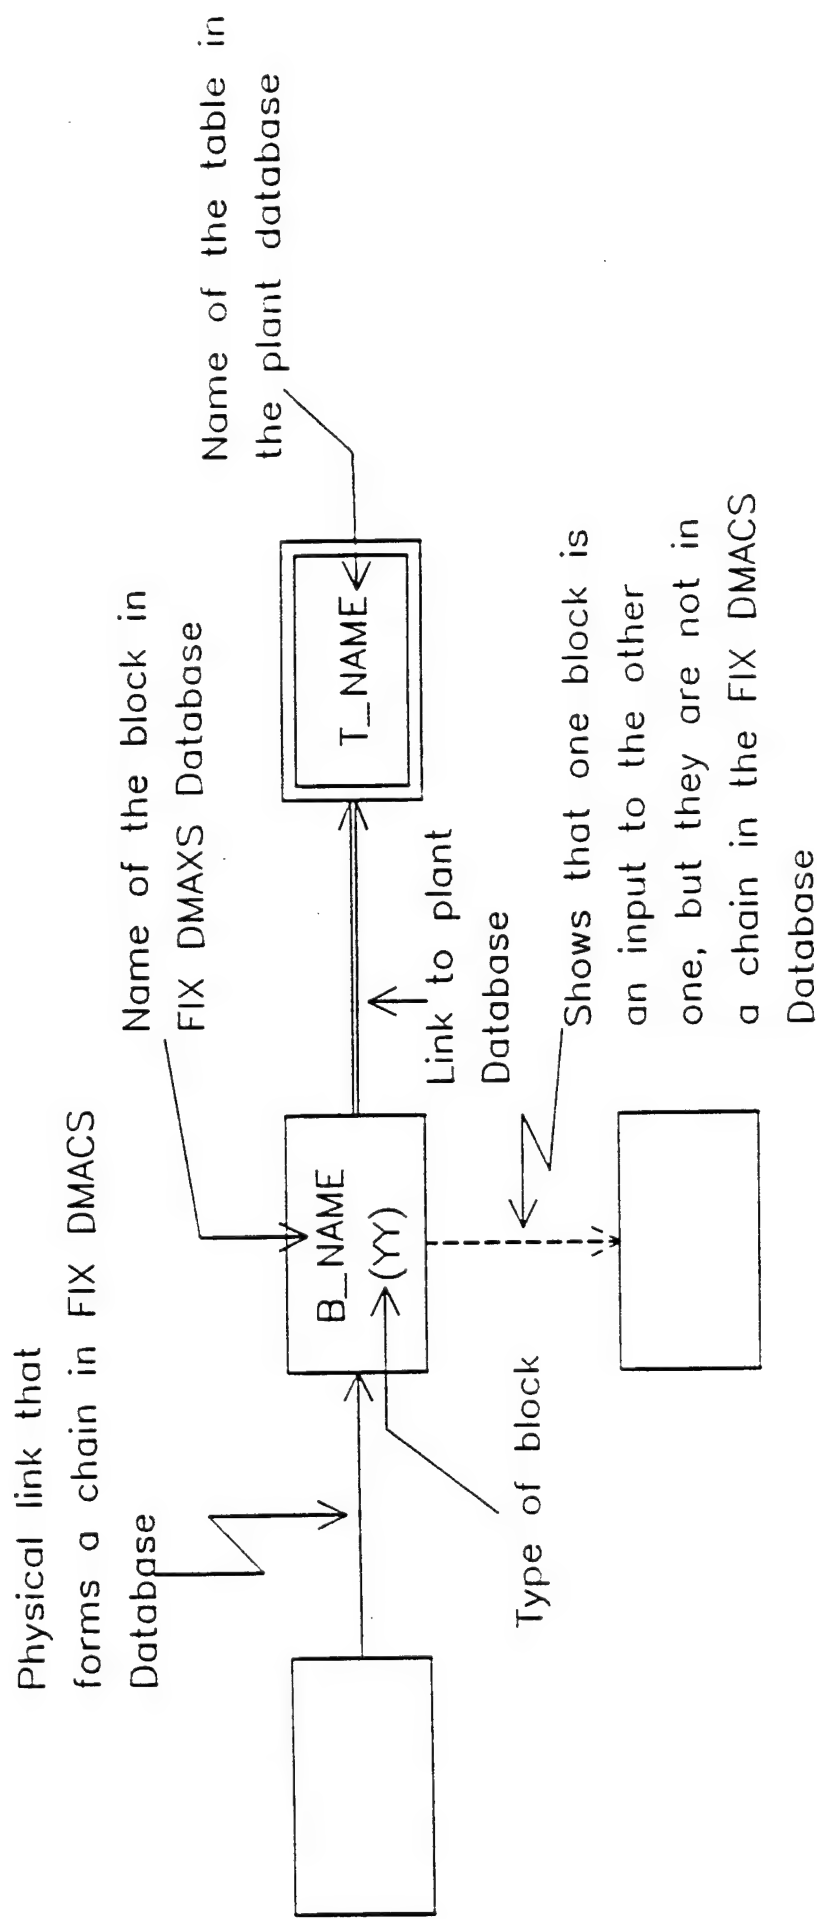 Physical link that
forms a chain in FIX DMACS
Database
Name of the block in
FIX DMAXS Database
Name of the table in
the plant database
B_NAME
(YY)
T_NAME
Link to plant
Database
Type of block
Shows that one block is
an input to the other
one, but they are not in
a chain in the FIX DMACS
Database